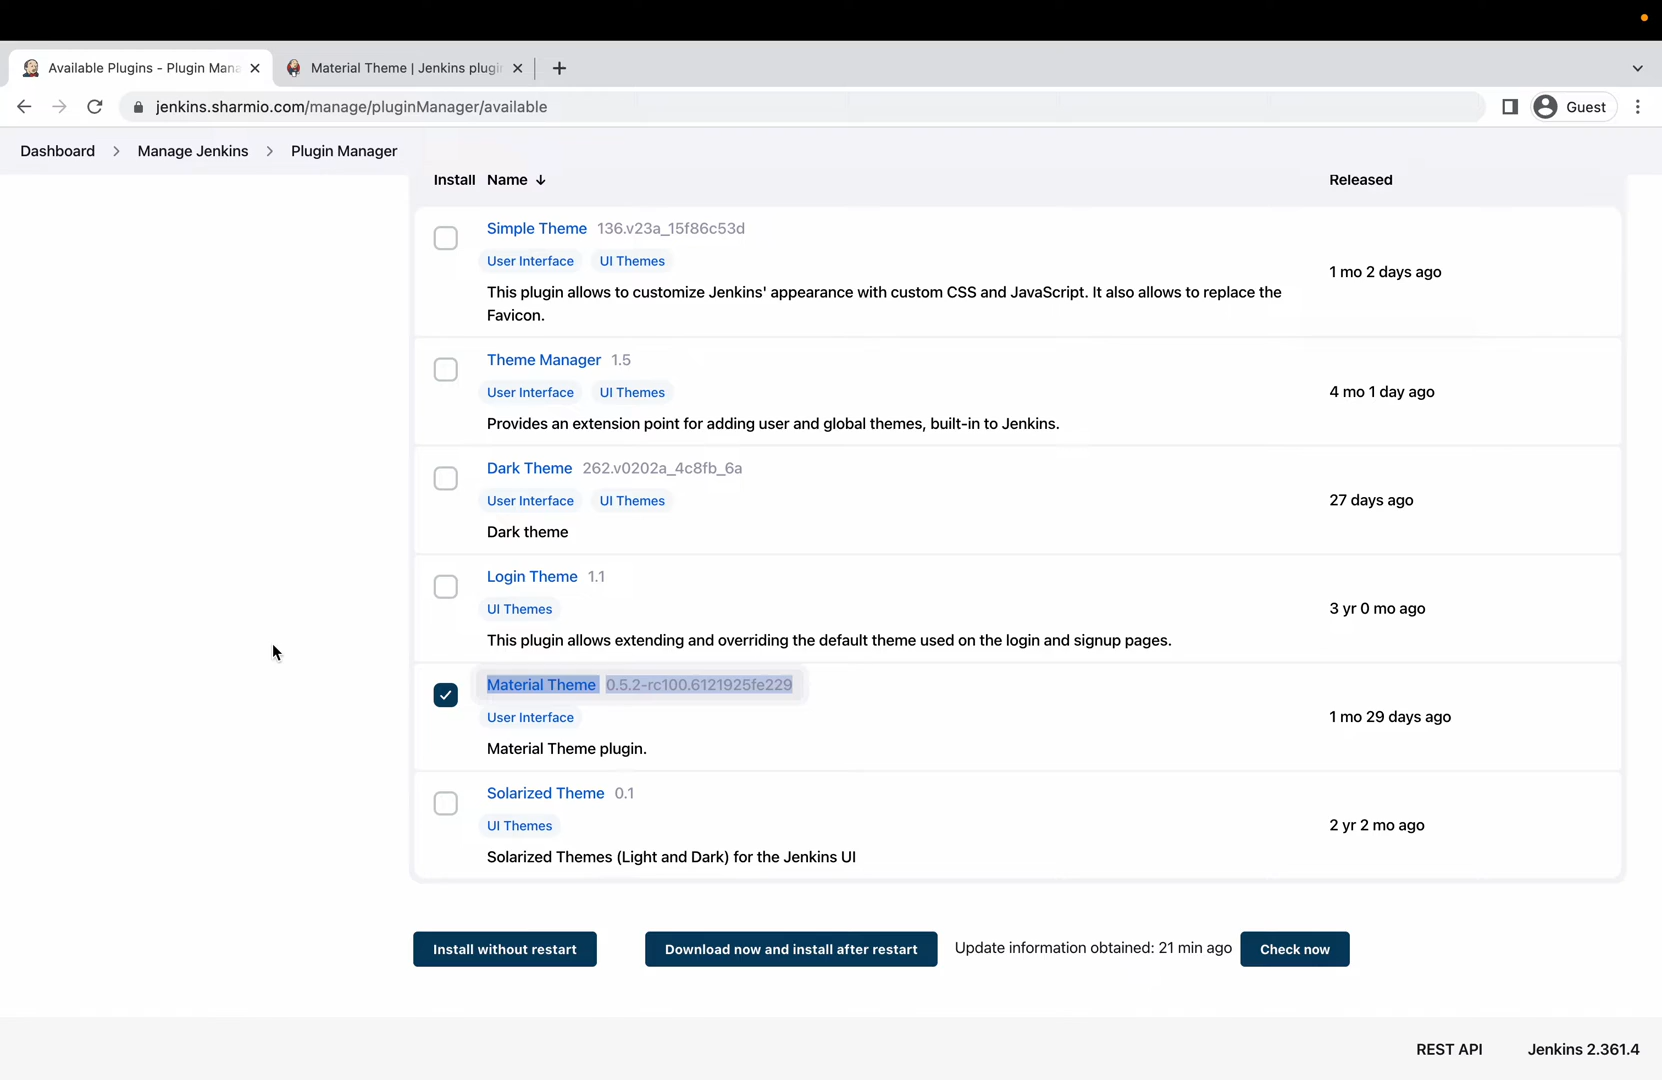 Available Plugins - Plugin Mana
Material Theme | Jenkins plugi
jenkins.sharmio.com/manage/pluginManager/available
Guest
Dashboard
Manage Jenkins
Plugin Manager
Install Name ↓ Released
Simple Theme 136.v23a_15f86c53d
User Interface UI Themes
1 mo 2 days ago
This plugin allows to customize Jenkins' appearance with custom CSS and JavaScript. It also allows to replace the
Favicon.
Theme Manager 1.5
User Interface UI Themes
4 mo 1 day ago
Provides an extension point for adding user and global themes, built-in to Jenkins.
Dark Theme 262.v0202a_4c8fb_6a
User Interface UI Themes
27 days ago
Dark theme
Login Theme 1.1
UI Themes
3 yr 0 mo ago
This plugin allows extending and overriding the default theme used on the login and signup pages.
Material Theme 0.5.2-rc100.6121925fe229
User Interface
1 mo 29 days ago
Material Theme plugin.
Solarized Theme 0.1
UI Themes
2 yr 2 mo ago
Solarized Themes (Light and Dark) for the Jenkins UI
Install without restart
Download now and install after restart
Update information obtained: 21 min ago
Check now
REST API
Jenkins 2.361.4